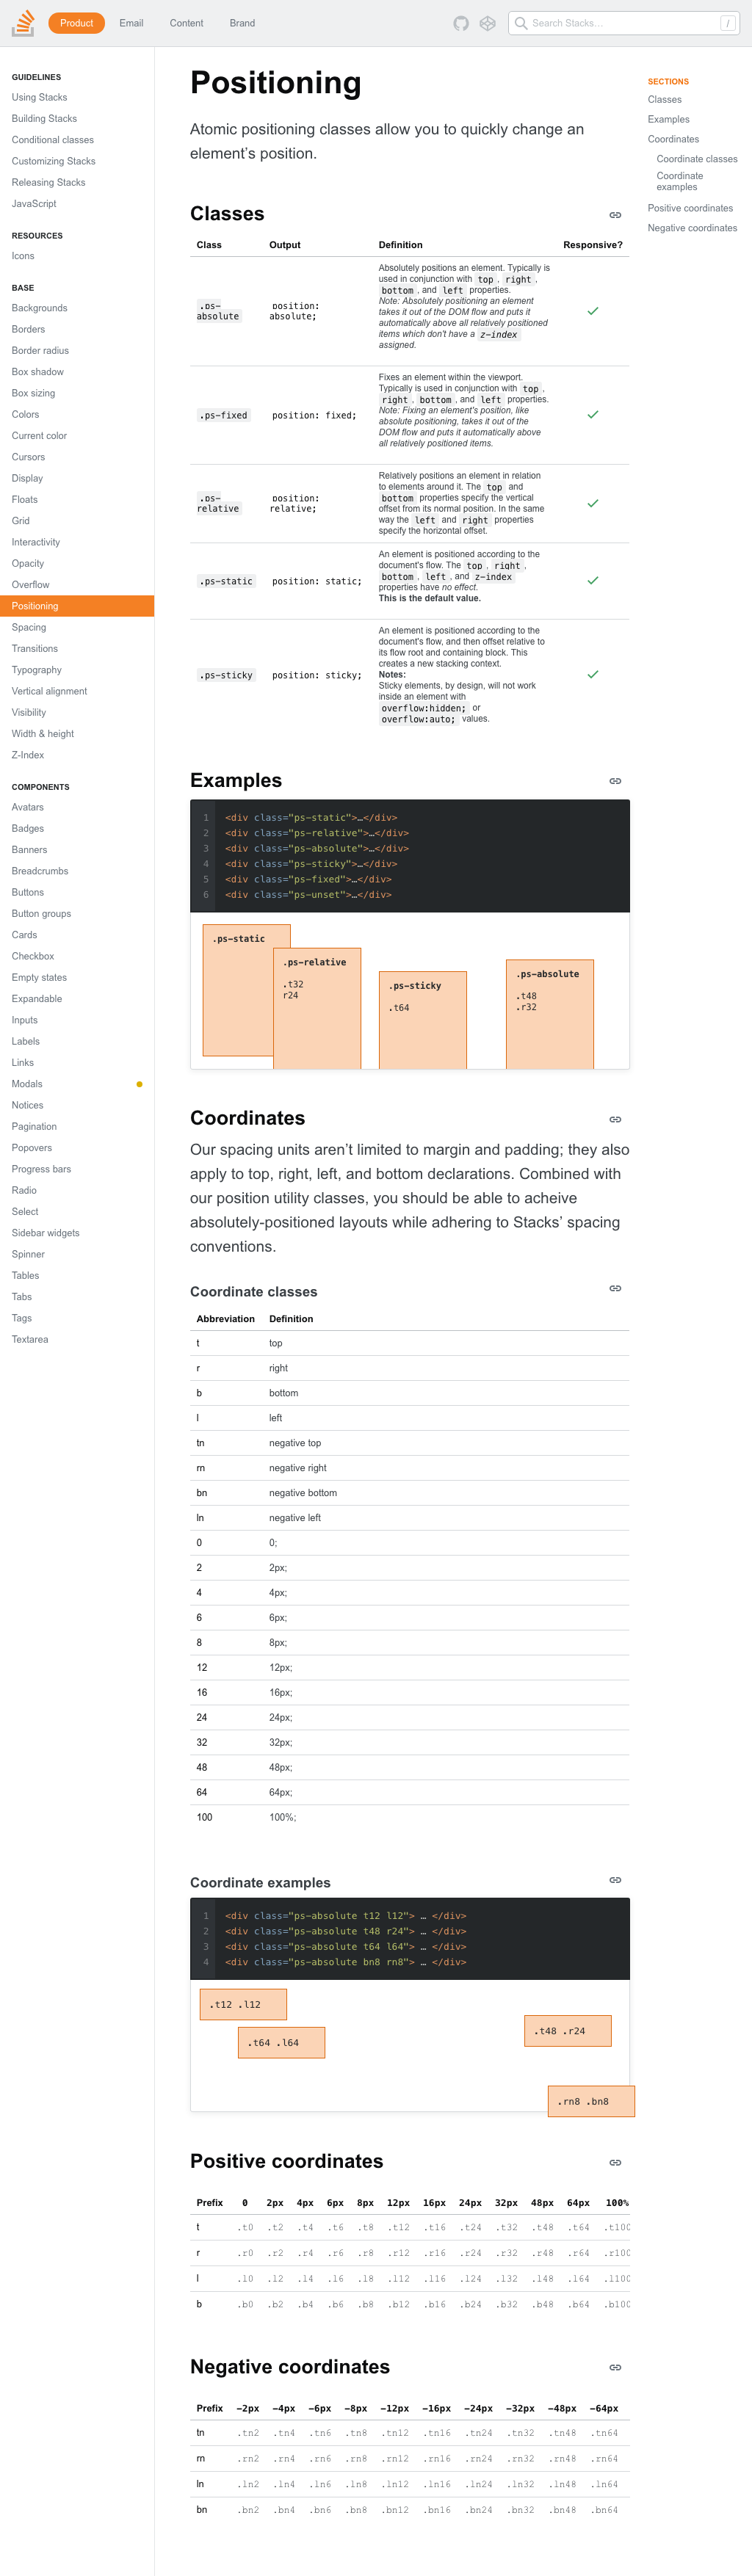 Product Email Content Brand Search Stacks… /
GUIDELINES
Using Stacks
Building Stacks
Conditional classes
Customizing Stacks
Releasing Stacks
JavaScript
RESOURCES
Icons
BASE
Backgrounds
Borders
Border radius
Box shadow
Box sizing
Colors
Current color
Cursors
Display
Floats
Grid
Interactivity
Opacity
Overflow
Positioning
Spacing
Transitions
Typography
Vertical alignment
Visibility
Width & height
Z-Index
COMPONENTS
Avatars
Badges
Banners
Breadcrumbs
Buttons
Button groups
Cards
Checkbox
Empty states
Expandable
Inputs
Labels
Links
Modals
Notices
Pagination
Popovers
Progress bars
Radio
Select
Sidebar widgets
Spinner
Tables
Tabs
Tags
Textarea
Positioning
Atomic positioning classes allow you to quickly change an
element’s position.
Classes
Class Output Definition Responsive?
.ps-
absolute
position:
absolute;
Absolutely positions an element. Typically is
used in conjunction with top, right,
bottom, and left properties.
Note: Absolutely positioning an element
takes it out of the DOM flow and puts it
automatically above all relatively positioned
items which don't have a z-index
assigned.
.ps-fixed
position: fixed;
Fixes an element within the viewport.
Typically is used in conjunction with top,
right, bottom, and left properties.
Note: Fixing an element's position, like
absolute positioning, takes it out of the
DOM flow and puts it automatically above
all relatively positioned items.
.ps-
relative
position:
relative;
Relatively positions an element in relation
to elements around it. The top and
bottom properties specify the vertical
offset from its normal position. In the same
way the left and right properties
specify the horizontal offset.
.ps-static
position: static;
An element is positioned according to the
document's flow. The top, right,
bottom, left, and z-index
properties have no effect.
This is the default value.
.ps-sticky
position: sticky;
An element is positioned according to the
document's flow, and then offset relative to
its flow root and containing block. This
creates a new stacking context.
Notes:
Sticky elements, by design, will not work
inside an element with
overflow:hidden; or
overflow:auto; values.
Examples
1 <div class="ps-static">…</div>
2 <div class="ps-relative">…</div>
3 <div class="ps-absolute">…</div>
4 <div class="ps-sticky">…</div>
5 <div class="ps-fixed">…</div>
6 <div class="ps-unset">…</div>
.ps-static
.ps-relative
.t32
r24
.ps-sticky
.t64
.ps-absolute
.t48
.r32
Coordinates
Our spacing units aren’t limited to margin and padding; they also
apply to top, right, left, and bottom declarations. Combined with
our position utility classes, you should be able to acheive
absolutely-positioned layouts while adhering to Stacks’ spacing
conventions.
Coordinate classes
Abbreviation Definition
t top
r right
b bottom
l left
tn negative top
rn negative right
bn negative bottom
ln negative left
0 0;
2 2px;
4 4px;
6 6px;
8 8px;
12 12px;
16 16px;
24 24px;
32 32px;
48 48px;
64 64px;
100 100%;
Coordinate examples
1 <div class="ps-absolute t12 l12"> … </div>
2 <div class="ps-absolute t48 r24"> … </div>
3 <div class="ps-absolute t64 l64"> … </div>
4 <div class="ps-absolute bn8 rn8"> … </div>
.t12 .l12
.t64 .l64
.t48 .r24
.rn8 .bn8
Positive coordinates
Prefix 0 2px 4px 6px 8px 12px 16px 24px 32px 48px 64px 100%
t .t0 .t2 .t4 .t6 .t8 .t12 .t16 .t24 .t32 .t48 .t64 .t100
r .r0 .r2 .r4 .r6 .r8 .r12 .r16 .r24 .r32 .r48 .r64 .r100
l .l0 .l2 .l4 .l6 .l8 .l12 .l16 .l24 .l32 .l48 .l64 .l100
b .b0 .b2 .b4 .b6 .b8 .b12 .b16 .b24 .b32 .b48 .b64 .b100
Negative coordinates
Prefix −2px −4px −6px −8px −12px −16px −24px −32px −48px −64px
tn .tn2 .tn4 .tn6 .tn8 .tn12 .tn16 .tn24 .tn32 .tn48 .tn64
rn .rn2 .rn4 .rn6 .rn8 .rn12 .rn16 .rn24 .rn32 .rn48 .rn64
ln .ln2 .ln4 .ln6 .ln8 .ln12 .ln16 .ln24 .ln32 .ln48 .ln64
bn .bn2 .bn4 .bn6 .bn8 .bn12 .bn16 .bn24 .bn32 .bn48 .bn64
SECTIONS
Classes
Examples
Coordinates
Coordinate classes
Coordinate
examples
Positive coordinates
Negative coordinates